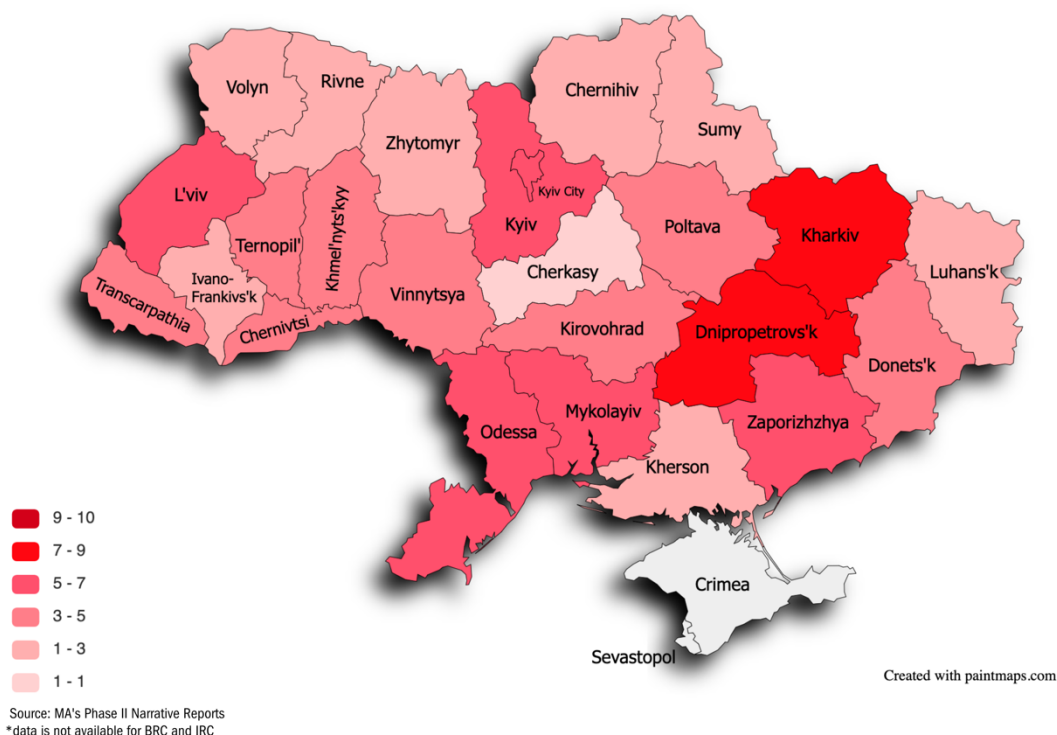 Volyn
Rivne
Zhytomyr
Chernihiv
Sumy
L'viv
Ternopil'
Khmel'nyts'kyy
Kyiv City
Kyiv
Poltava
Kharkiv
Luhans'k
Ivano-
Frankivs'k
Transcarpathia
Chernivtsi
Vinnytsya
Cherkasy
Kirovohrad
Dnipropetrovs'k
Donets'k
Odessa
Mykolayiv
Zaporizhzhya
Kherson
Crimea
Sevastopol
9 - 10
7 - 9
5 - 7
3 - 5
1 - 3
1 - 1
Created with paintmaps.com
Source: MA's Phase II Narrative Reports
*data is not available for BRC and IRC